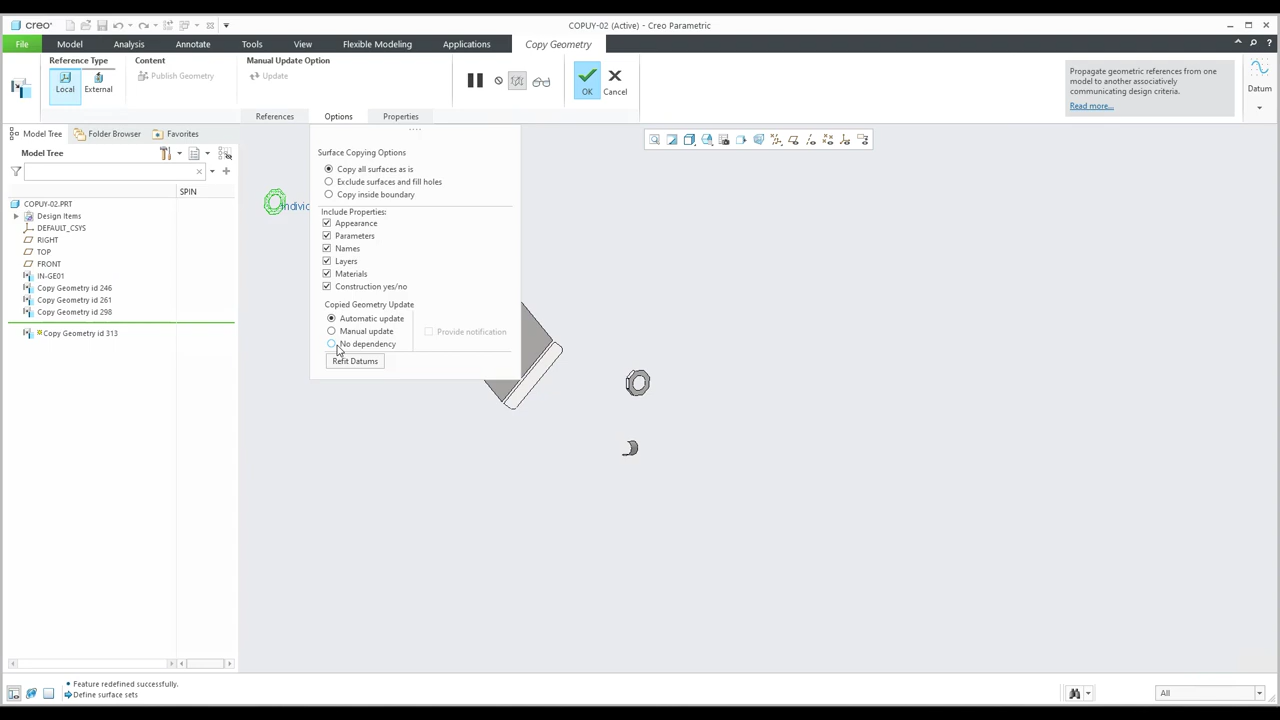 creo
COPUY-02 (Active) - Creo Parametric
File
Model
Analysis
Annotate
Tools
View
Flexible Modeling
Applications
Copy Geometry
Reference Type
Content
Manual Update Option
Local
External
Publish Geometry
Update
OK
Cancel
Propagate geometric references from one
model to another associatively
communicating design criteria.
Read more...
Datum
References
Options
Properties
Model Tree
Folder Browser
Favorites
Model Tree
SPIN
COPUY-02.PRT
Design Items
DEFAULT_CSYS
RIGHT
TOP
FRONT
IN-GE01
Copy Geometry id 246
Copy Geometry id 261
Copy Geometry id 298
Copy Geometry id 313
Surface Copying Options
Copy all surfaces as is
Exclude surfaces and fill holes
Copy inside boundary
Include Properties:
Appearance
Parameters
Names
Layers
Materials
Construction yes/no
Copied Geometry Update
Automatic update
Manual update
Provide notification
No dependency
Refit Datums
Individ
Feature redefined successfully.
Define surface sets
All